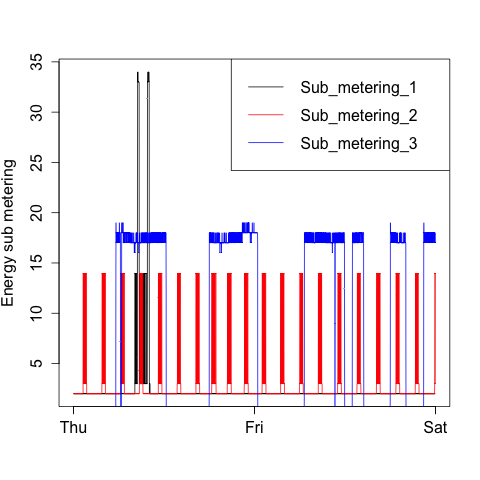 Energy sub metering
35
30
25
20
15
10
5
Sub_metering_1
Sub_metering_2
Sub_metering_3
Thu Fri Sat